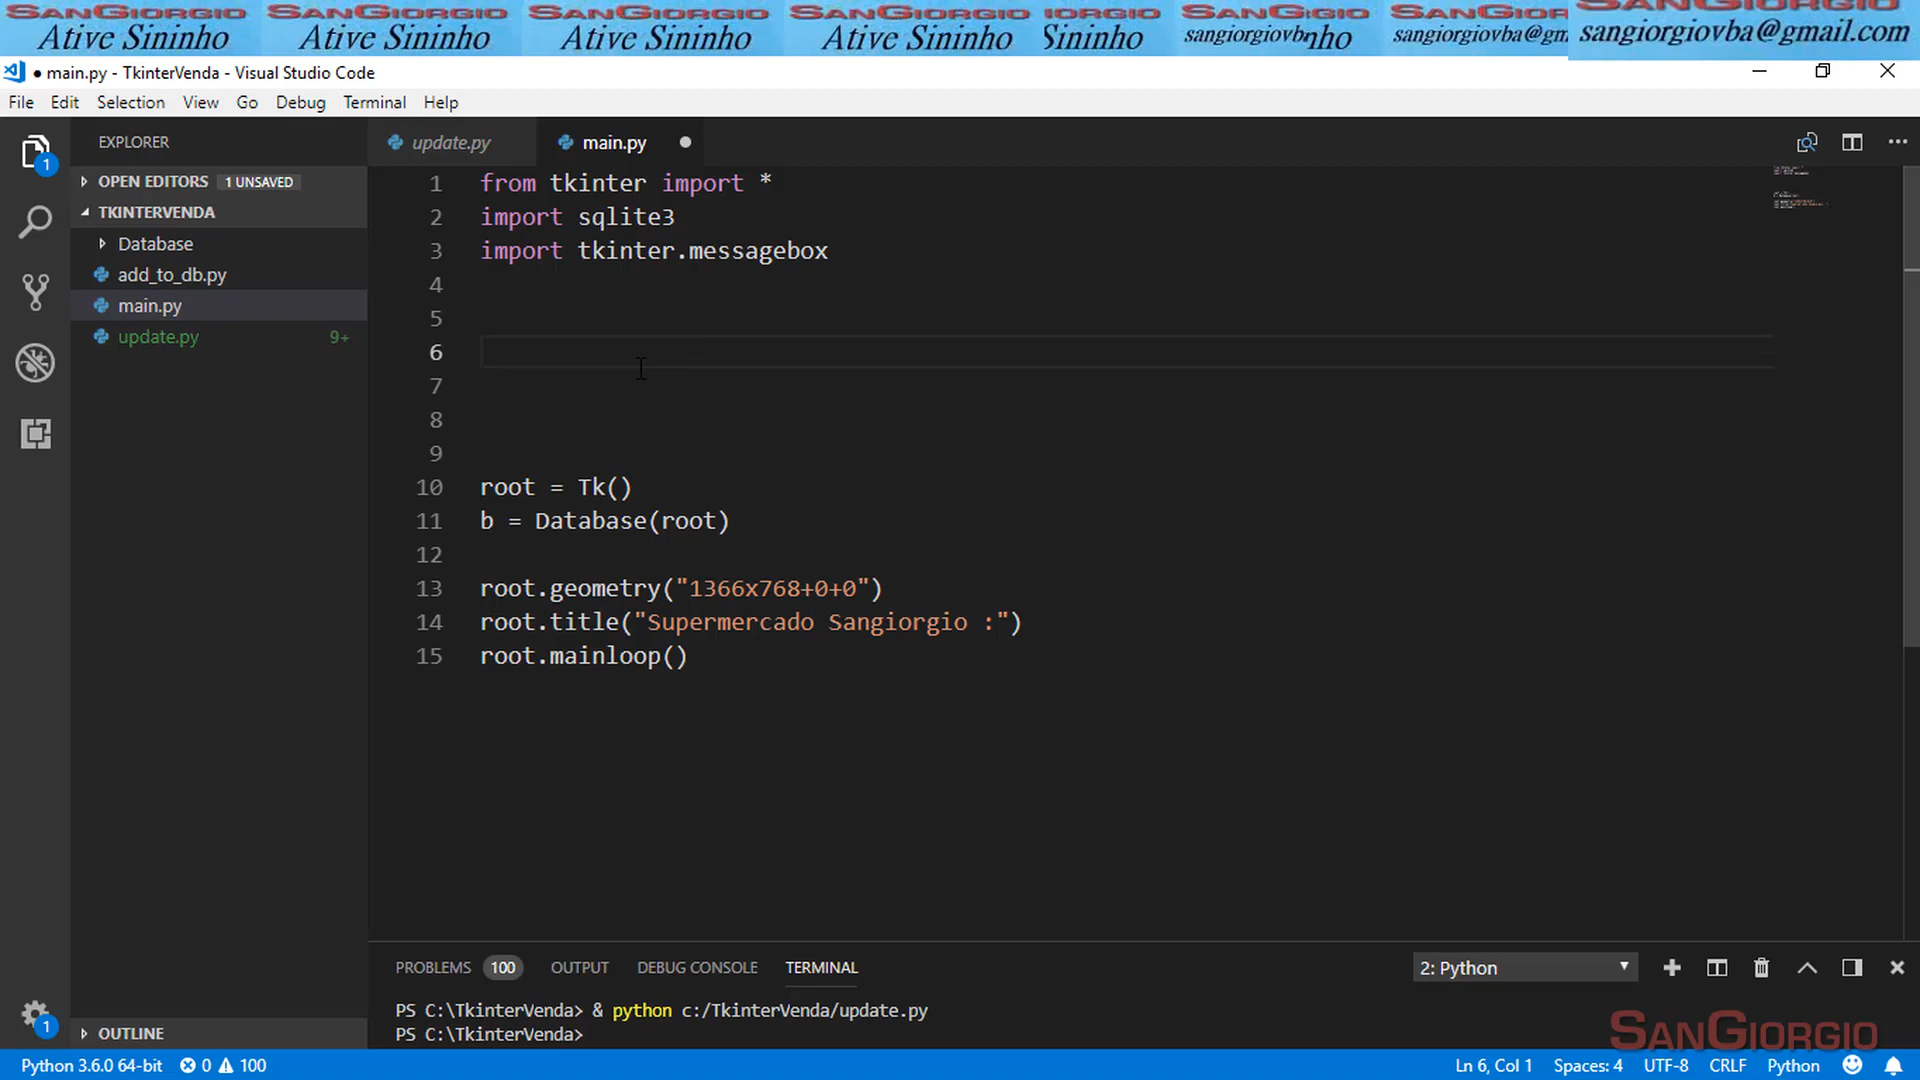 SANGIORGIO SANGIORGIO SANGIORGIO SANGIORGIO IORGIO SANGIORGIO SANGIOR SANGIORGIO
Ative Sininho Ative Sininho Ative Sininho Ative Sininho Sininho sangiorgiovb nho sangiorgiovba@gm sangiorgiovba@gmail.com
● main.py - TkinterVenda - Visual Studio Code
File Edit Selection View Go Debug Terminal Help
EXPLORER
update.py main.py
1
OPEN EDITORS 1 UNSAVED
TKINTERVENDA
Database
add_to_db.py
main.py
update.py 9+
1 from tkinter import *
2 import sqlite3
3 import tkinter.messagebox
4
5
6
7
8
9
10 root = Tk()
11 b = Database(root)
12
13 root.geometry("1366x768+0+0")
14 root.title("Supermercado Sangiorgio :")
15 root.mainloop()
PROBLEMS 100 OUTPUT DEBUG CONSOLE TERMINAL 2: Python
PS C:\TkinterVenda> & python c:/TkinterVenda/update.py
PS C:\TkinterVenda>
SANGIORGIO
1
OUTLINE
Python 3.6.0 64-bit 0 100 Ln 6, Col 1 Spaces: 4 UTF-8 CRLF Python